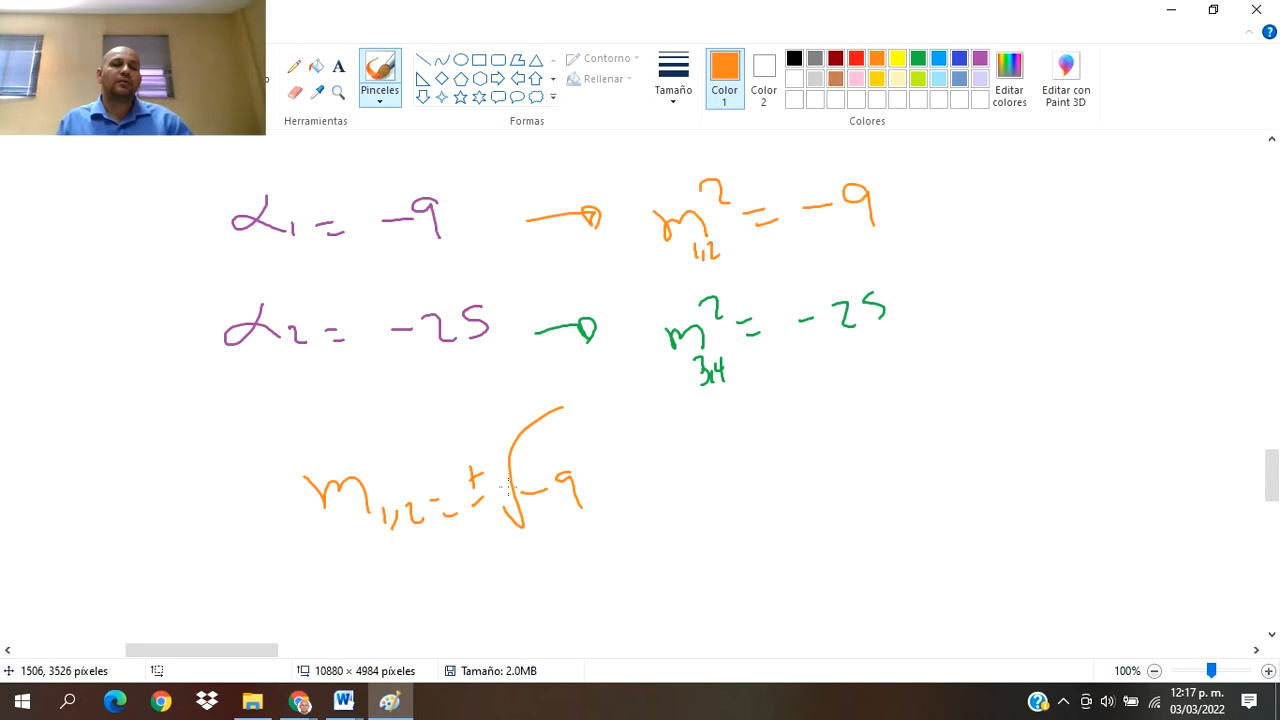 Contorno
Rellenar
Pinceles
Tamaño
Color 1
Color 2
Editar colores
Editar con Paint 3D
Herramientas
Formas
Colores
α₁ = -9 → m²₁,₂ = -9
α₂ = -25 → m²₃,₄ = -25
m₁,₂ = ± √-9
1506, 3526 píxeles
10880 × 4984 píxeles
Tamaño: 2.0MB
100%
12:17 p. m.
03/03/2022